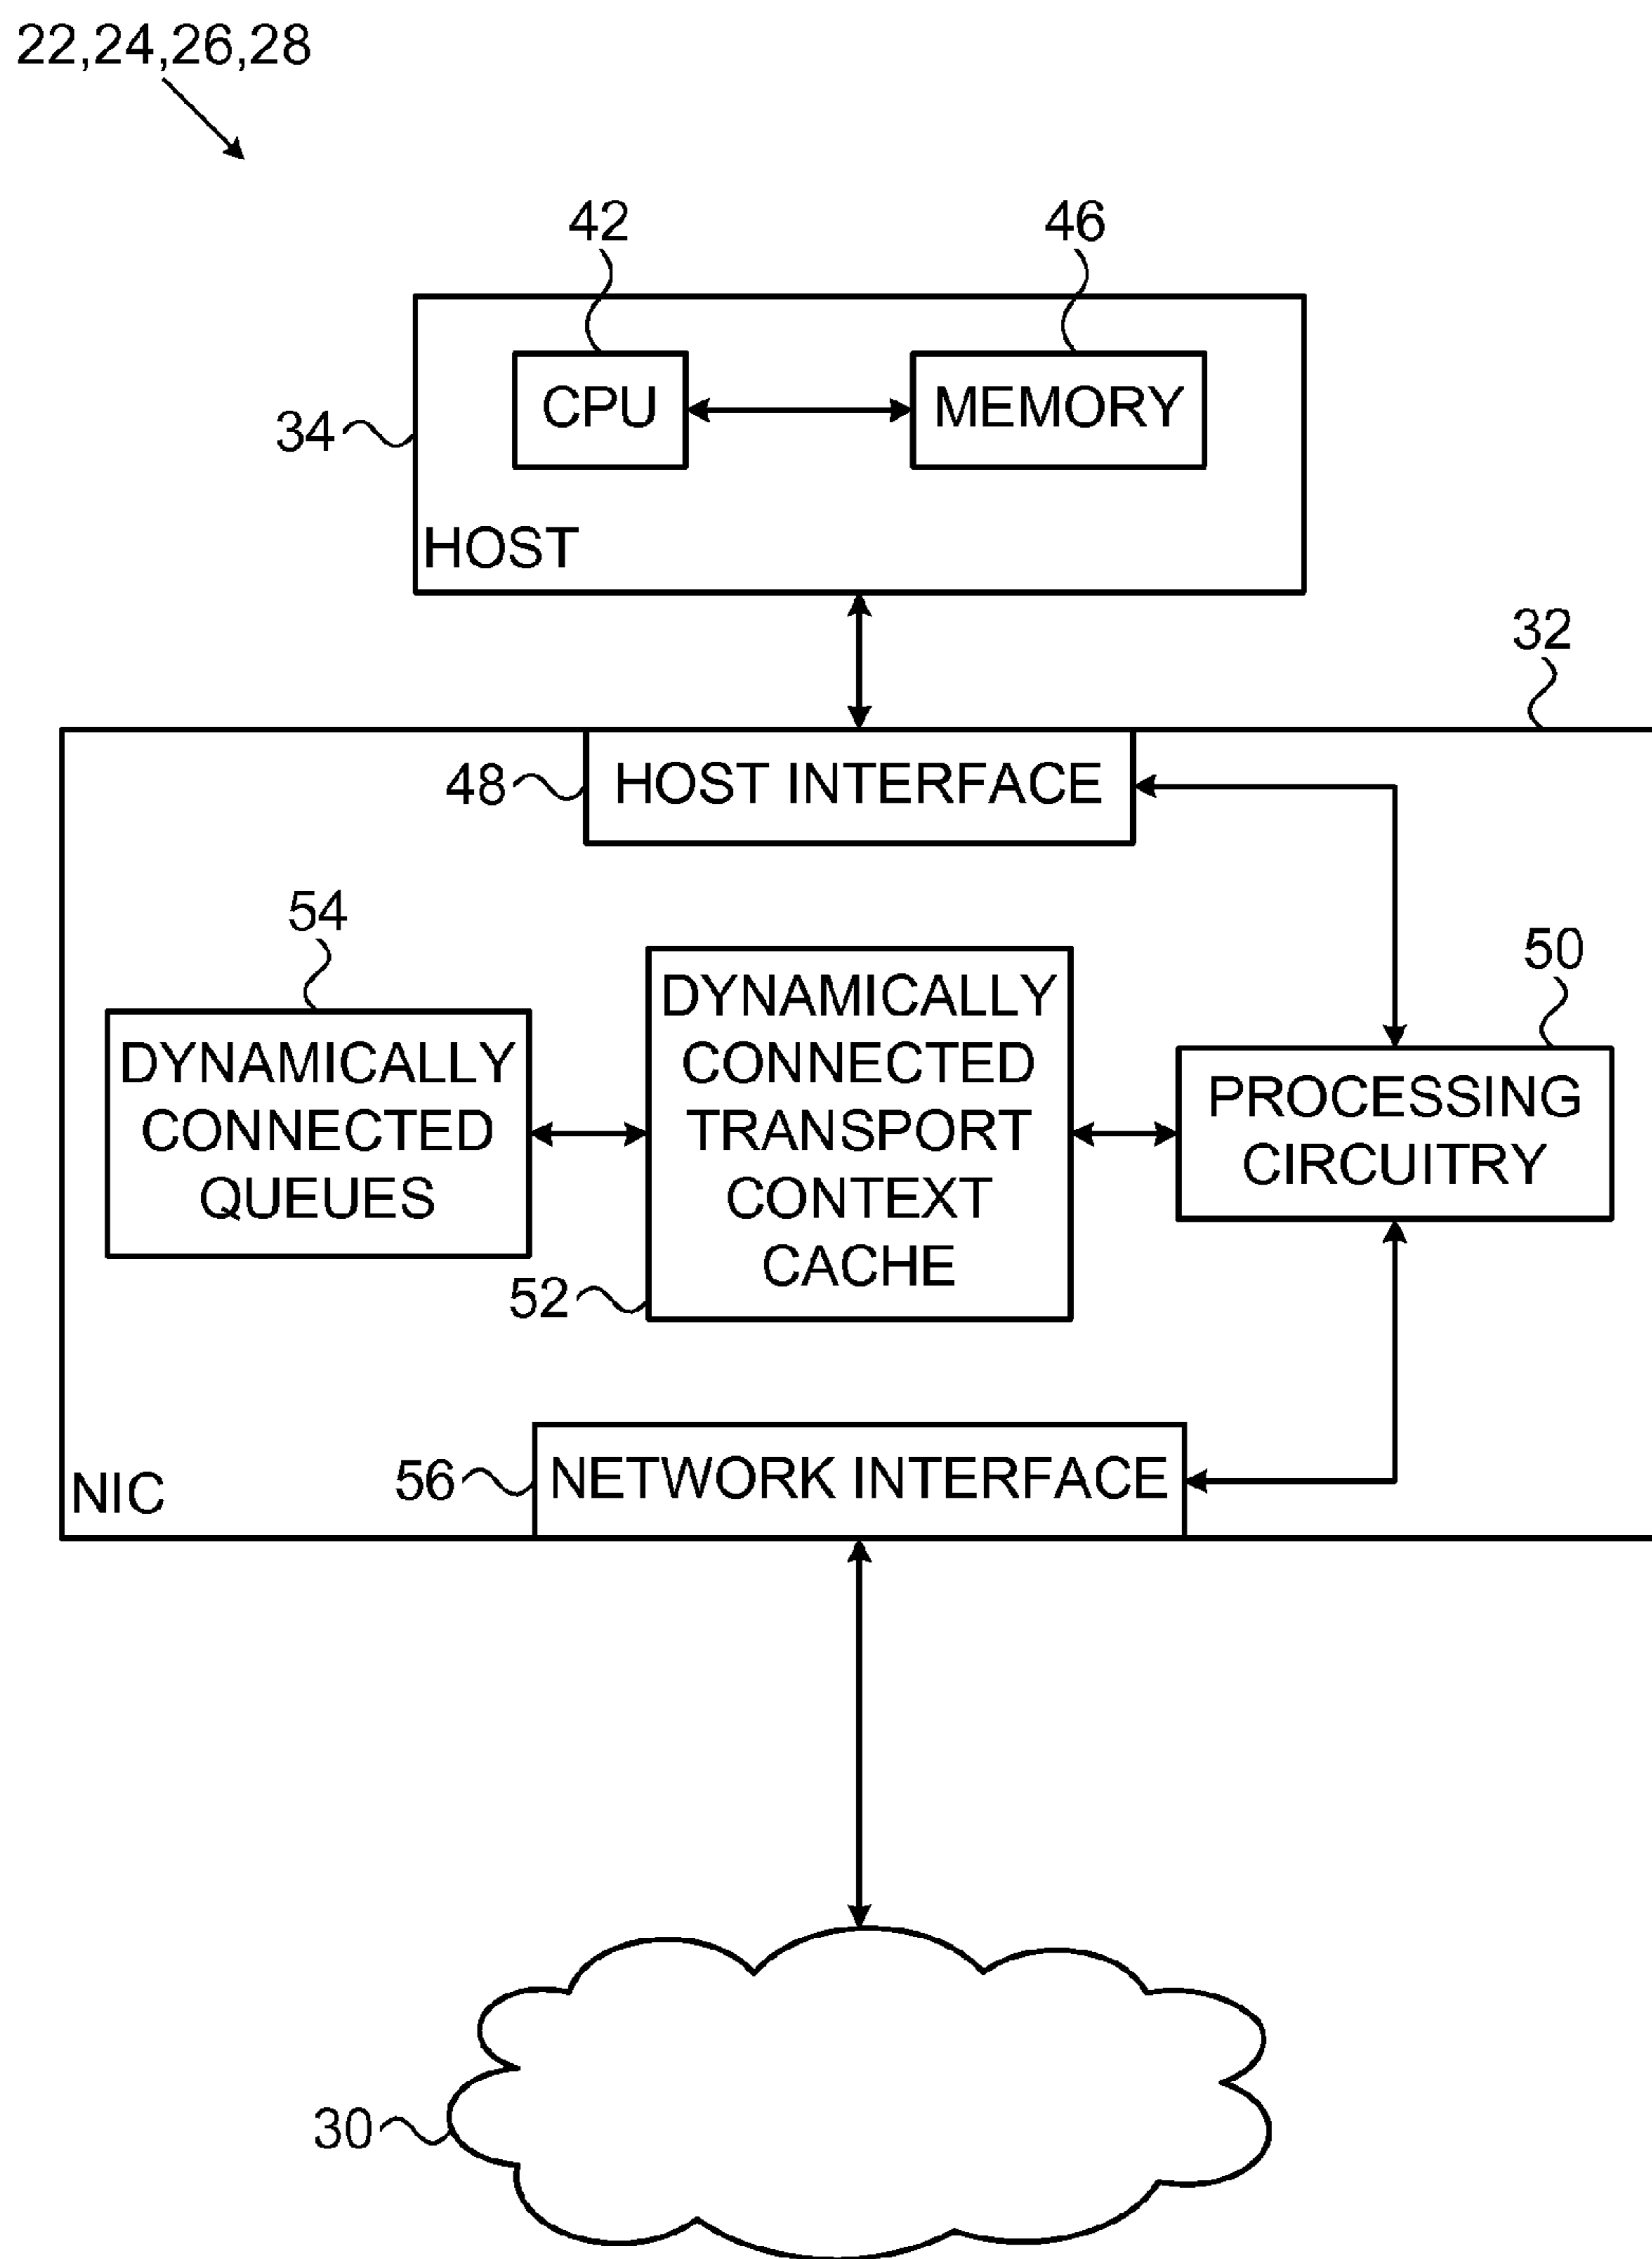 22,24,26,28
42
46
CPU
MEMORY
34
HOST
32
48
HOST INTERFACE
54
DYNAMICALLY
CONNECTED
QUEUES
DYNAMICALLY
CONNECTED
TRANSPORT
CONTEXT
CACHE
52
50
PROCESSING
CIRCUITRY
NIC
56
NETWORK INTERFACE
30